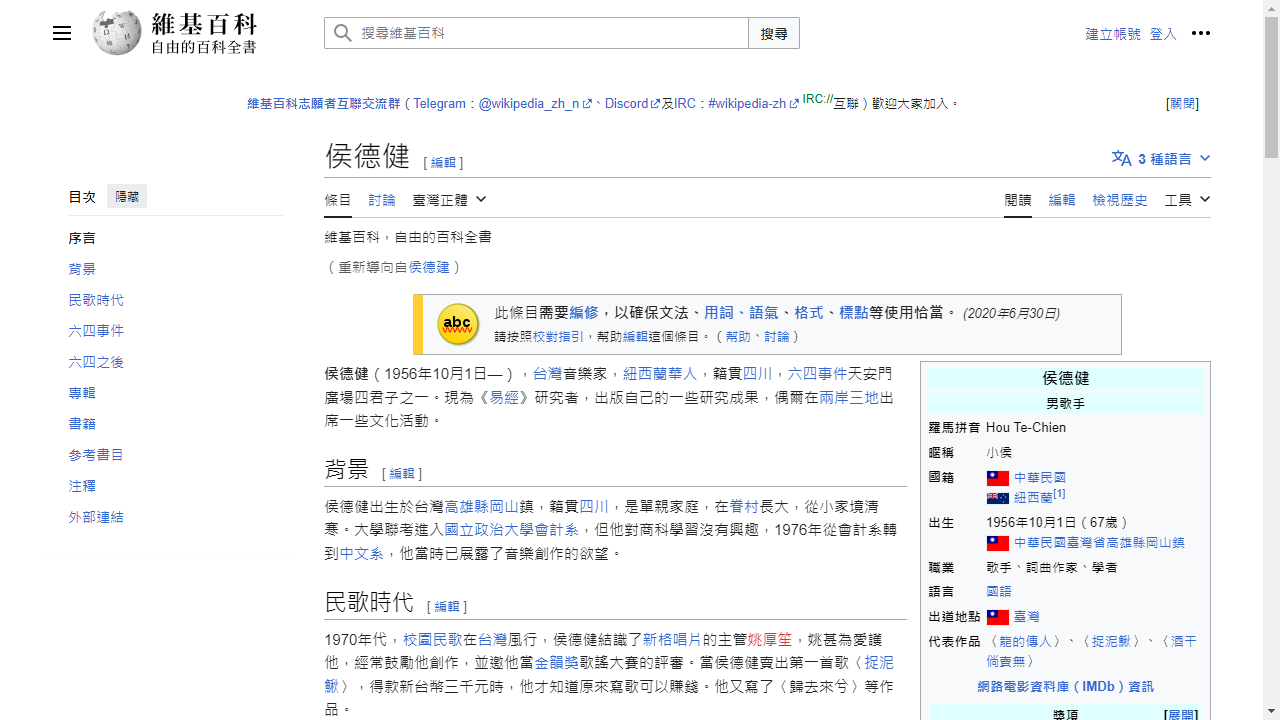 維基百科
自由的百科全書
搜尋維基百科
搜尋
建立帳號 登入
維基百科志願者互聯交流群（Telegram：@wikipedia_zh_n、Discord及IRC：#wikipedia-zh IRC://互聯）歡迎大家加入。
[關閉]
侯德健 [ 編輯 ]
3 種語言
目次 隱藏
序言
背景
民歌時代
六四事件
六四之後
專輯
書籍
參考書目
注釋
外部連結
條目 討論 臺灣正體
閱讀 編輯 檢視歷史 工具
維基百科，自由的百科全書
（重新導向自侯德建）
abc
此條目需要編修，以確保文法、用詞、語氣、格式、標點等使用恰當。 (2020年6月30日)
請按照校對指引，幫助編輯這個條目。（幫助、討論）
侯德健（1956年10月1日—），台灣音樂家，紐西蘭華人，籍貫四川，六四事件天安門
廣場四君子之一。現為《易經》研究者，出版自己的一些研究成果，偶爾在兩岸三地出
席一些文化活動。
背景 [ 編輯 ]
侯德健出生於台灣高雄縣岡山鎮，籍貫四川，是單親家庭，在眷村長大，從小家境清
寒。大學聯考進入國立政治大學會計系，但他對商科學習沒有興趣，1976年從會計系轉
到中文系，他當時已展露了音樂創作的欲望。
民歌時代 [ 編輯 ]
1970年代，校園民歌在台灣風行，侯德健結識了新格唱片的主管姚厚笙，姚甚為愛護
他，經常鼓勵他創作，並邀他當金韻獎歌謠大賽的評審。當侯德健賣出第一首歌〈捉泥
鰍〉，得款新台幣三千元時，他才知道原來寫歌可以賺錢。他又寫了〈歸去來兮〉等作
品。
侯德健
男歌手
羅馬拼音 Hou Te-Chien
暱稱 小侯
國籍 中華民國
紐西蘭[1]
出生 1956年10月1日（67歲）
中華民國臺灣省高雄縣岡山鎮
職業 歌手、詞曲作家、學者
語言 國語
出道地點 臺灣
代表作品 〈龍的傳人〉、〈捉泥鰍〉、〈酒干
倘賣無〉
網路電影資料庫（IMDb）資訊
獎項 [展開]